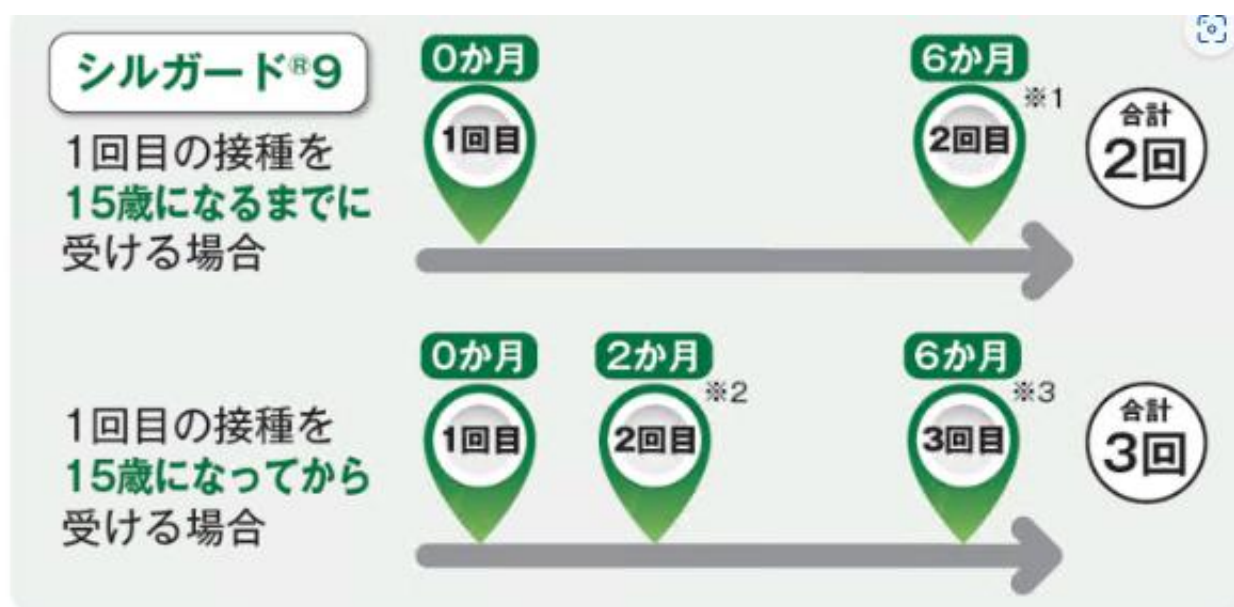 シルガード®9
1回目の接種を
15歳になるまでに
受ける場合
0か月
1回目
6か月
2回目
※1
合計
2回
1回目の接種を
15歳になってから
受ける場合
0か月
1回目
2か月
2回目
※2
6か月
3回目
※3
合計
3回